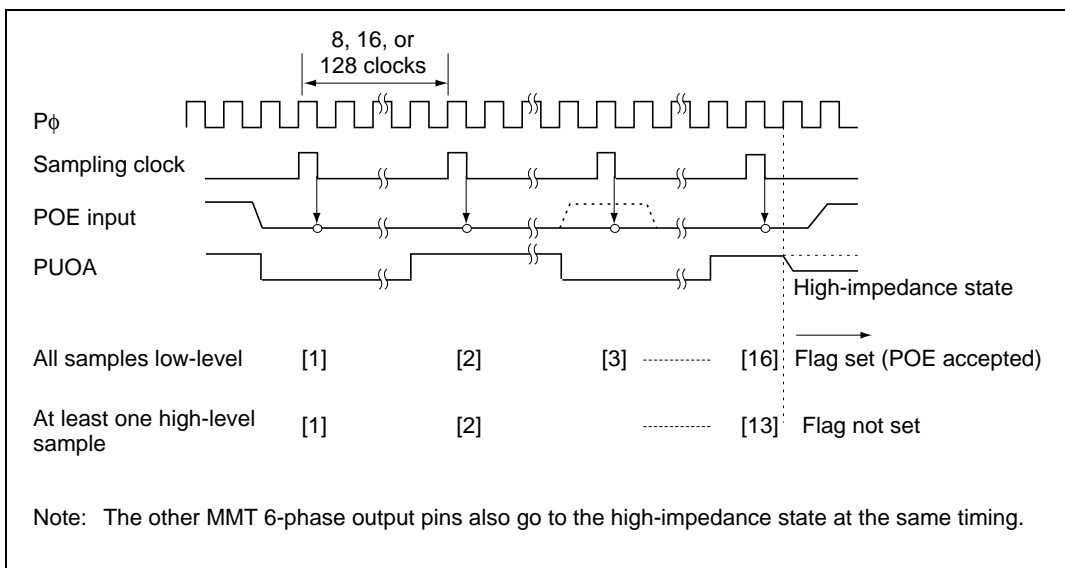 8, 16, or
128 clocks
Pϕ
Sampling clock
POE input
PUOA
High-impedance state
All samples low-level [1] [2] [3] [16] Flag set (POE accepted)
At least one high-level
sample [1] [2] [13] Flag not set
Note: The other MMT 6-phase output pins also go to the high-impedance state at the same timing.